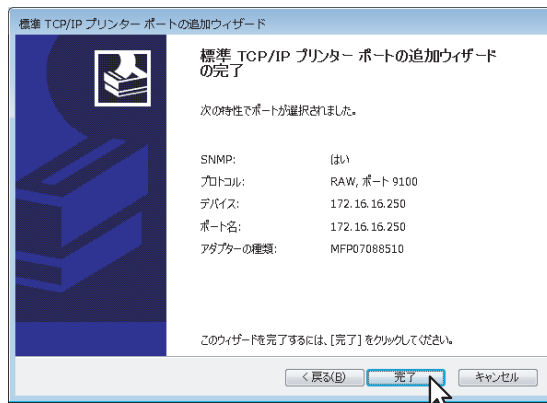 標準 TCP/IP プリンター ポートの追加ウィザード
標準 TCP/IP プリンター ポートの追加ウィザード
の完了
次の特性でポートが選択されました。
SNMP: はい
プロトコル: RAW, ポート 9100
デバイス: 172.16.16.250
ポート名: 172.16.16.250
アダプターの種類: MFP07088510
このウィザードを完了するには、[完了] をクリックしてください。
< 戻る(B) 完了 キャンセル